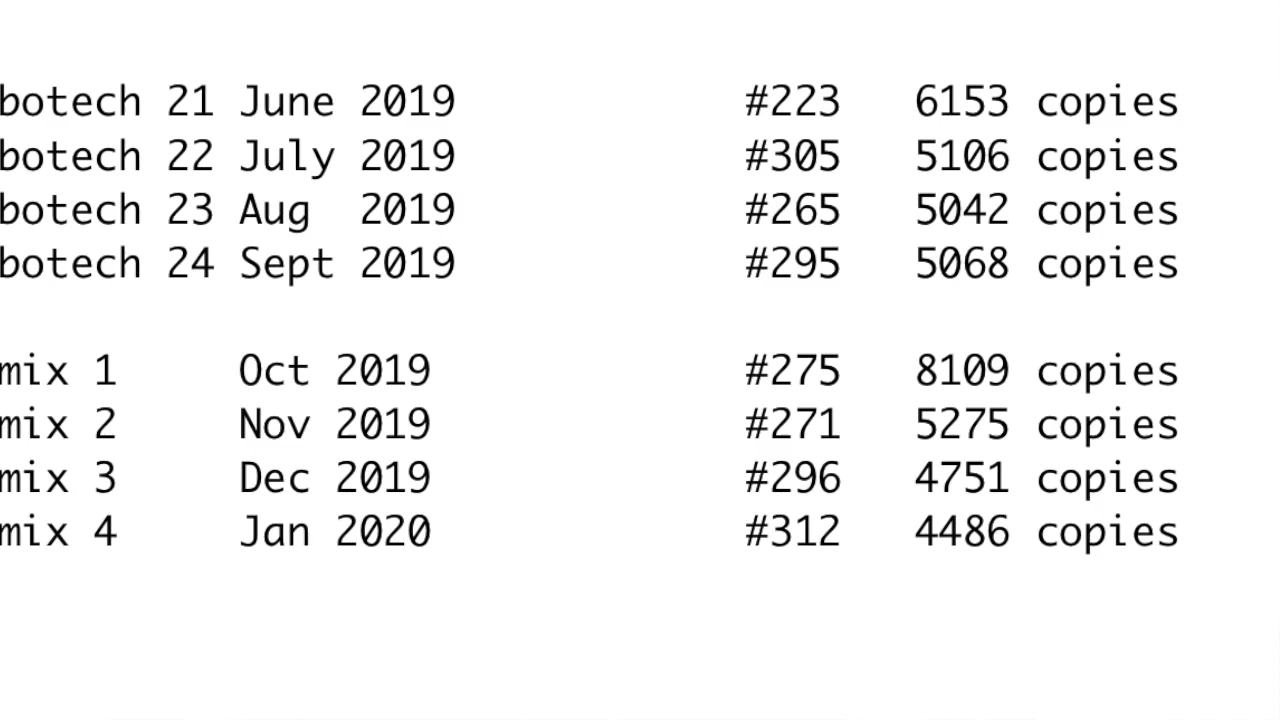 botech 21 June 2019 #223 6153 copies
botech 22 July 2019 #305 5106 copies
botech 23 Aug 2019 #265 5042 copies
botech 24 Sept 2019 #295 5068 copies
mix 1 Oct 2019 #275 8109 copies
mix 2 Nov 2019 #271 5275 copies
mix 3 Dec 2019 #296 4751 copies
mix 4 Jan 2020 #312 4486 copies